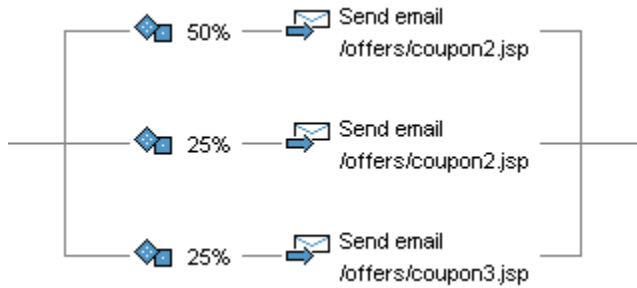 50%
Send email
/offers/coupon2.jsp
25%
Send email
/offers/coupon2.jsp
25%
Send email
/offers/coupon3.jsp